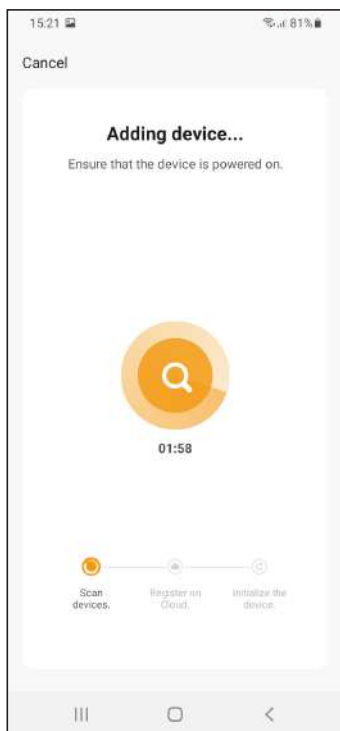 15:21 81%
Cancel
Adding device...
Ensure that the device is powered on.
01:58
Scan
devices.
Register on
Cloud.
Initialize the
device.